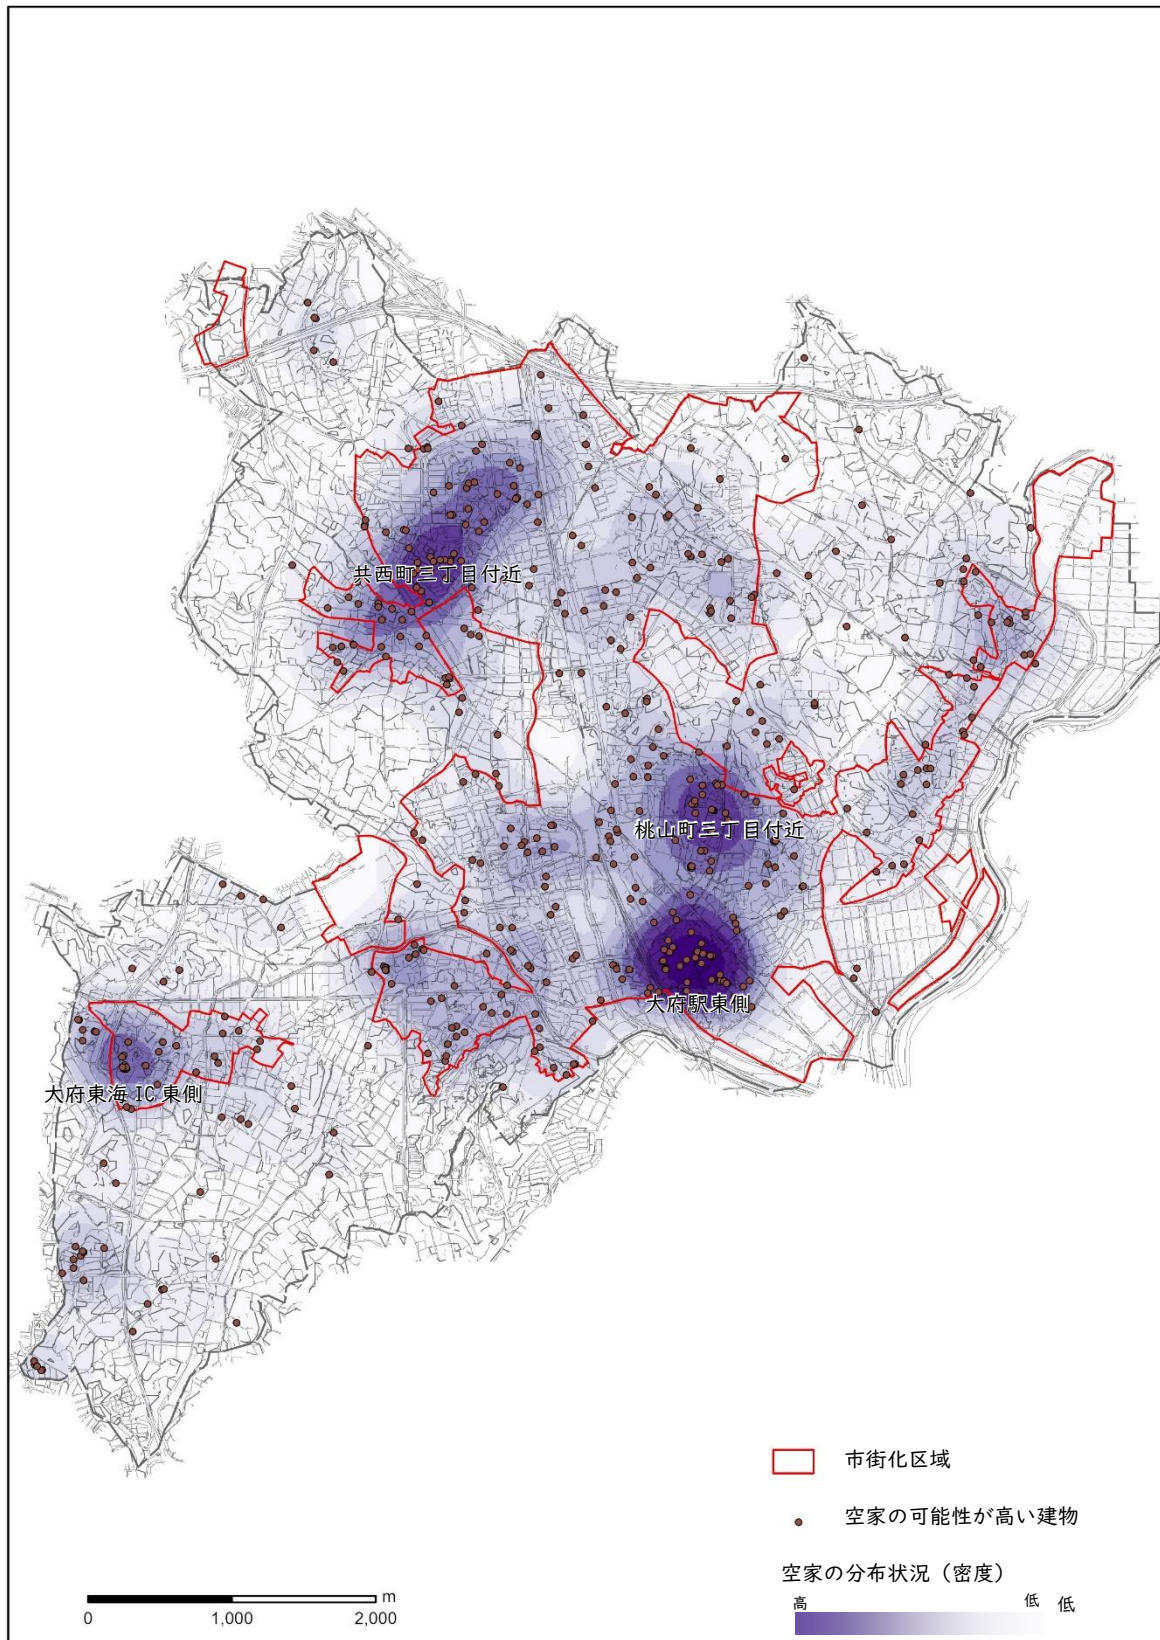 共西町三丁目付近
桃山町三丁目付近
大府駅東側
大府東海 IC 東側
市街化区域
空家の可能性が高い建物
空家の分布状況（密度）
高 低 低
m
0 1,000 2,000